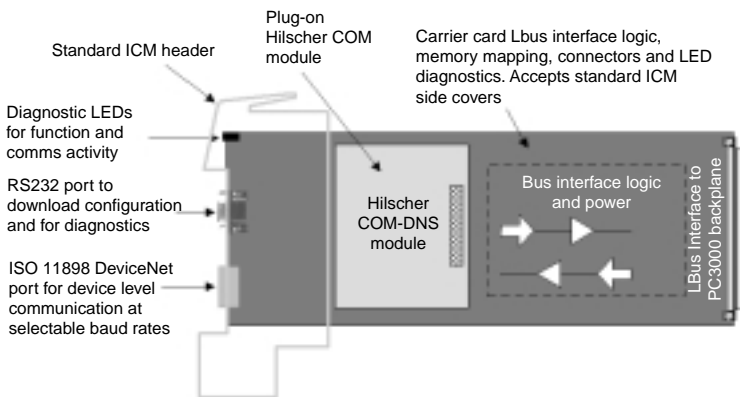 Standard ICM header
Plug-on
Hilscher COM
module
Carrier card Lbus interface logic,
memory mapping, connectors and LED
diagnostics. Accepts standard ICM
side covers
Diagnostic LEDs
for function and
comms activity
RS232 port to
download configuration
and for diagnostics
ISO 11898 DeviceNet
port for device level
communication at
selectable baud rates
Hilscher
COM-DNS
module
Bus interface logic
and power
LBus Interface to
PC3000 backplane